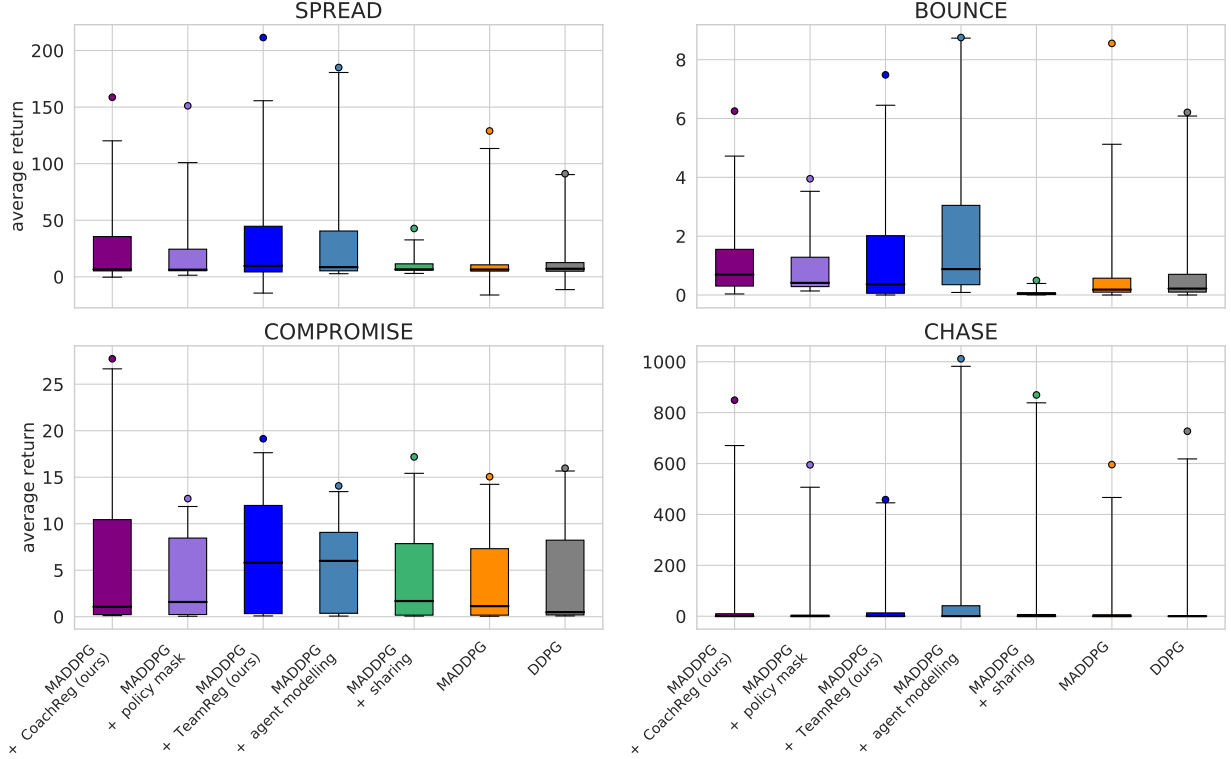 SPREAD
BOUNCE
average return
200
150
100
50
0
8
6
4
2
0
COMPROMISE
CHASE
average return
25
20
15
10
5
0
1000
800
600
400
200
0
MADDPG
+ CoachReg (ours)
MADDPG
+ policy mask
MADDPG
+ TeamReg (ours)
MADDPG
+ agent modelling
MADDPG
+ sharing
MADDPG
DDPG
MADDPG
+ CoachReg (ours)
MADDPG
+ policy mask
MADDPG
+ TeamReg (ours)
MADDPG
+ agent modelling
MADDPG
+ sharing
MADDPG
DDPG